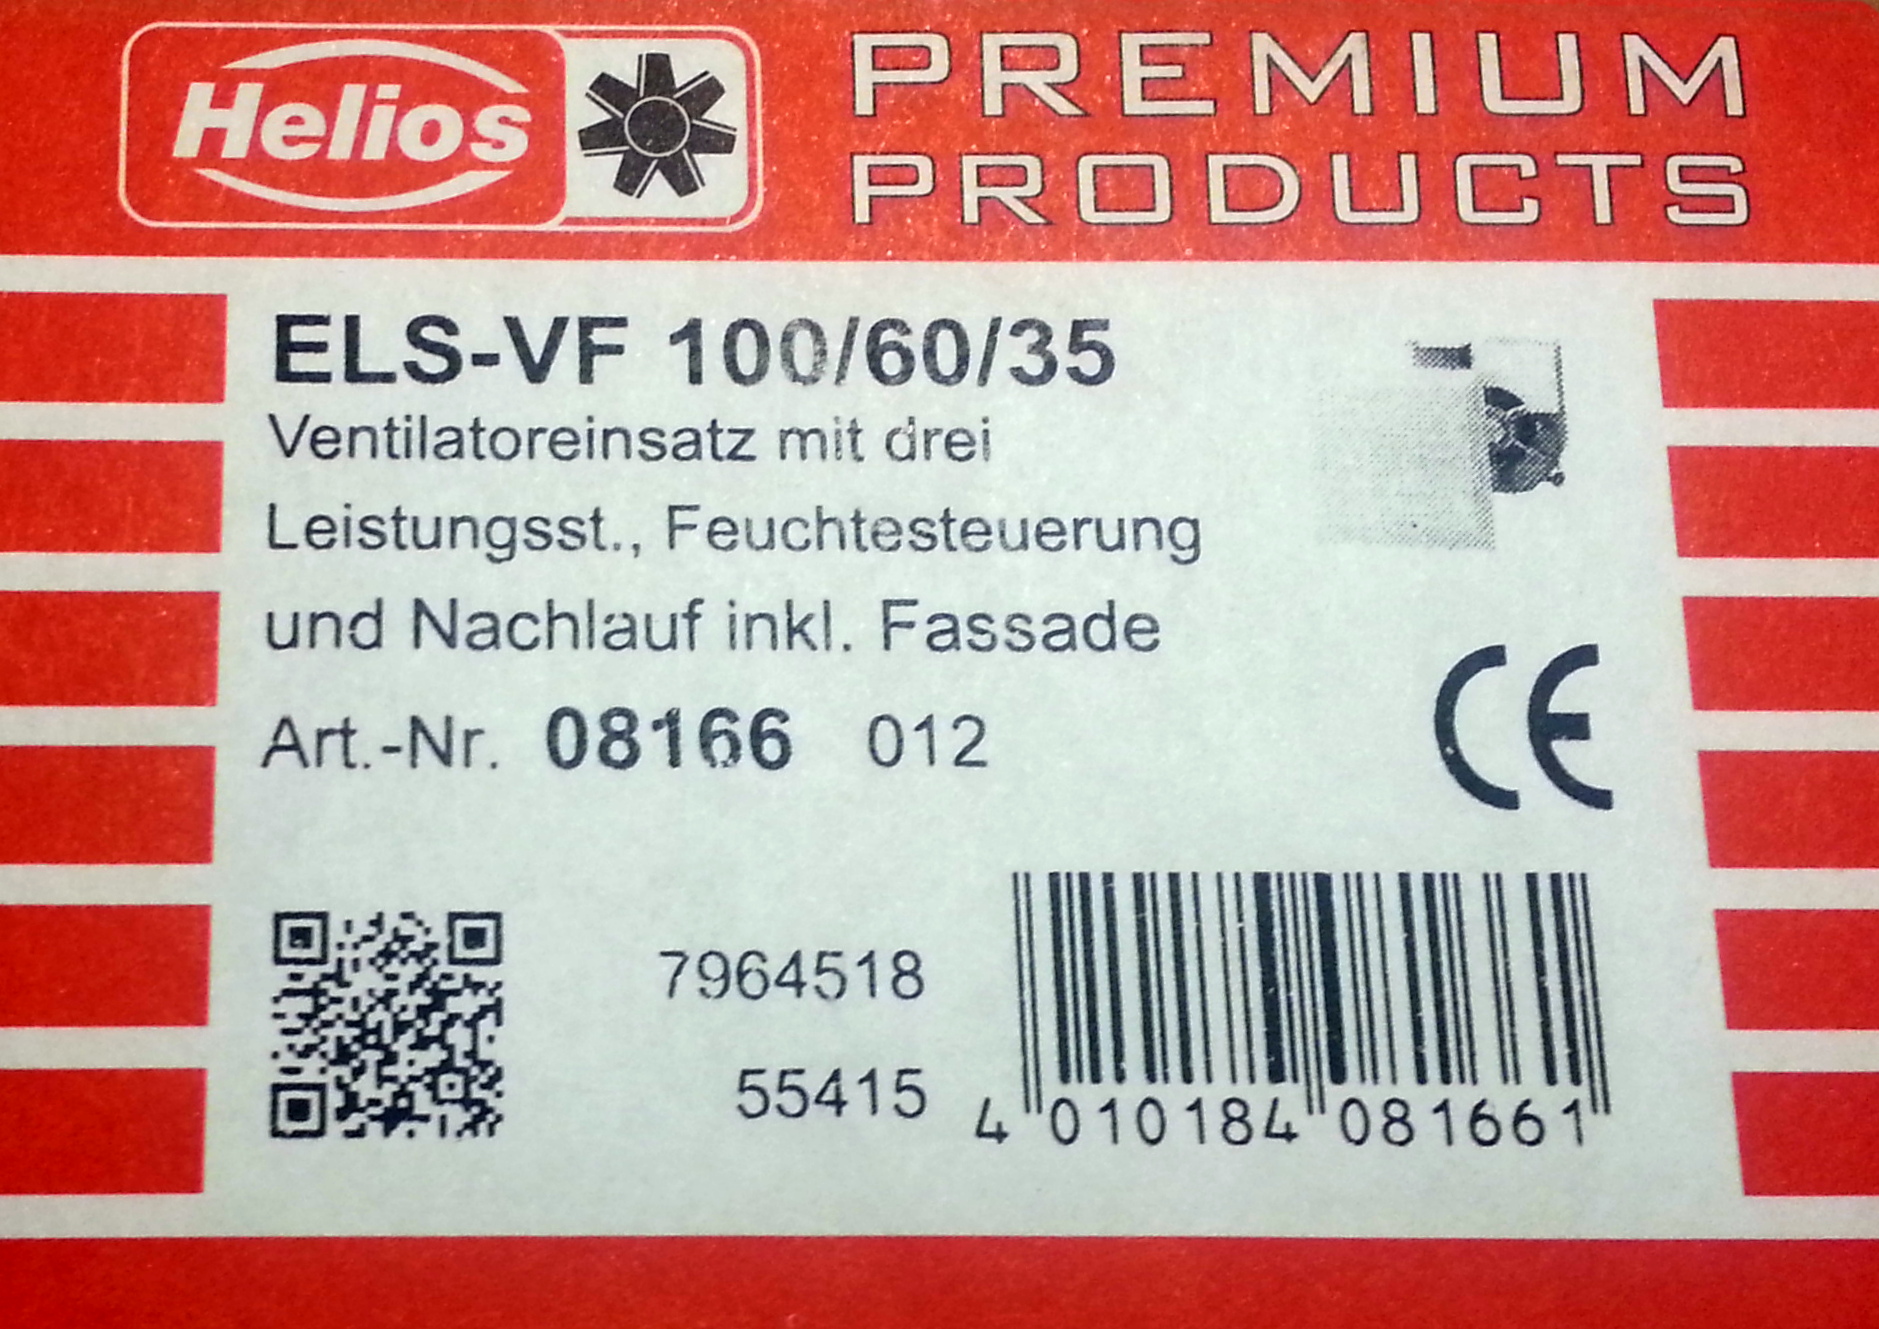 Helios
PREMIUM
PRODUCTS
ELS-VF 100/60/35
Ventilatoreinsatz mit drei
Leistungsst., Feuchtesteuerung
und Nachlauf inkl. Fassade
Art.-Nr. 08166 012
CE
7964518
55415
4 010184 081661